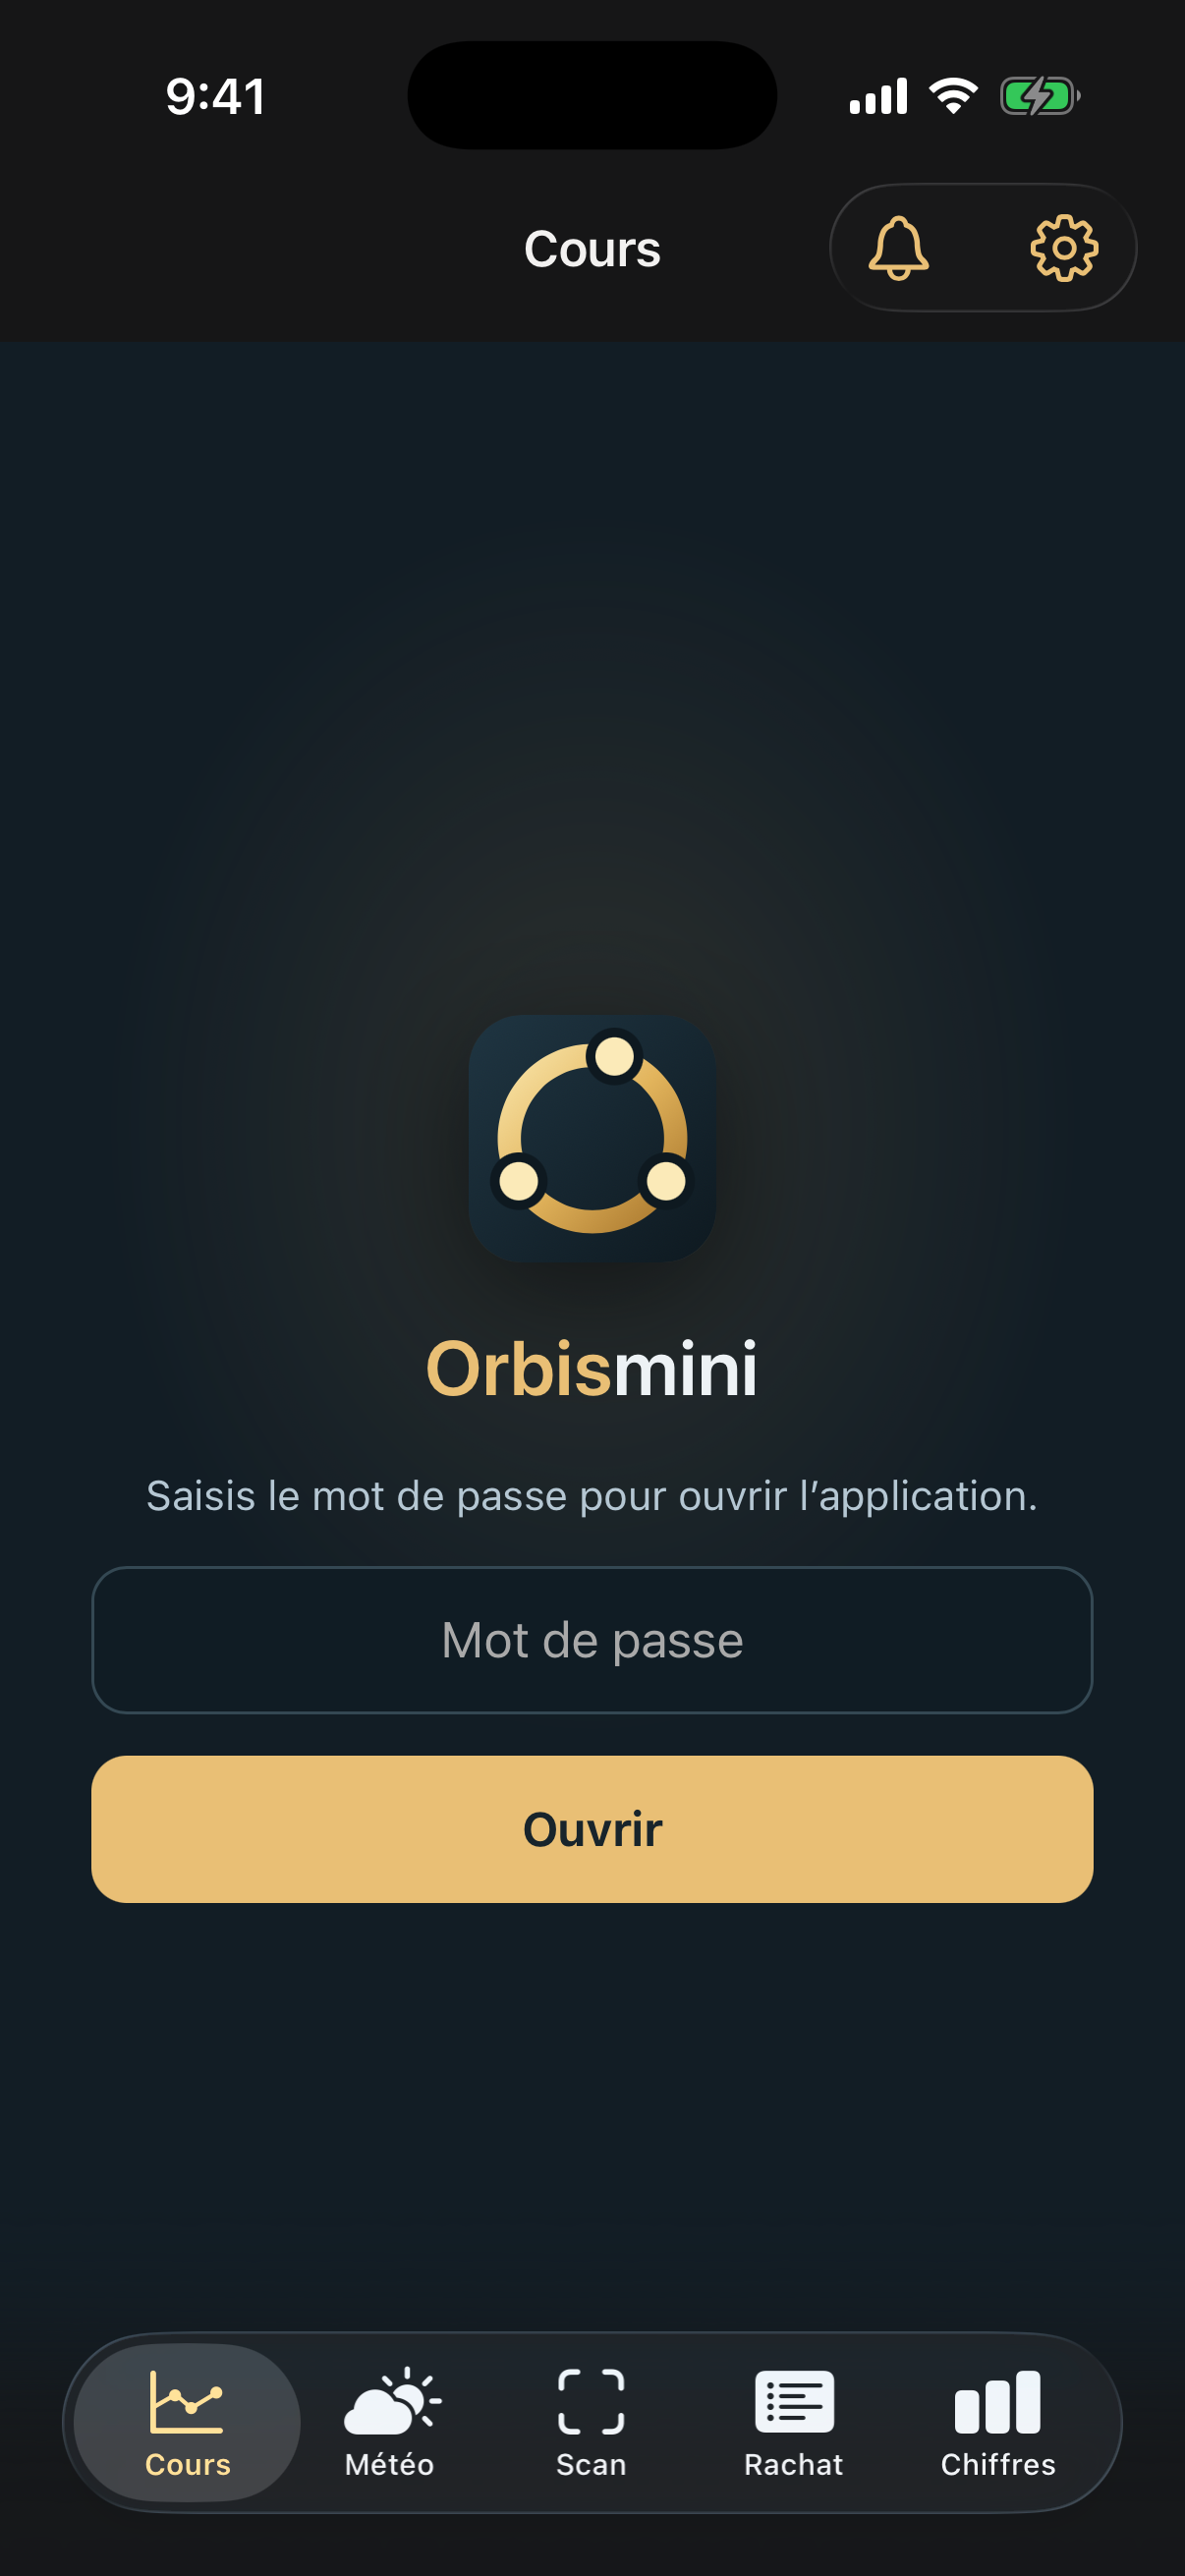 9:41
Cours
Orbismini
Saisis le mot de passe pour ouvrir l’application.
Mot de passe
Ouvrir
Cours
Météo
Scan
Rachat
Chiffres